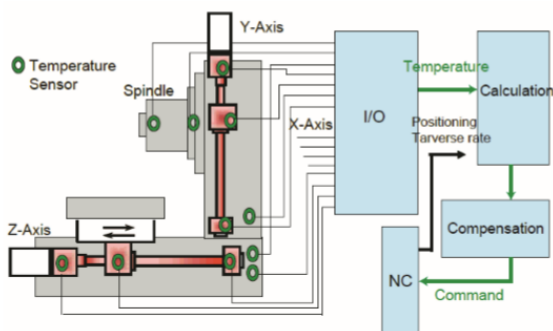 Y-Axis
Temperature
Sensor
Spindle
X-Axis
I/O
Temperature
Calculation
Positioning
Tarverse rate
Z-Axis
Compensation
NC
Command